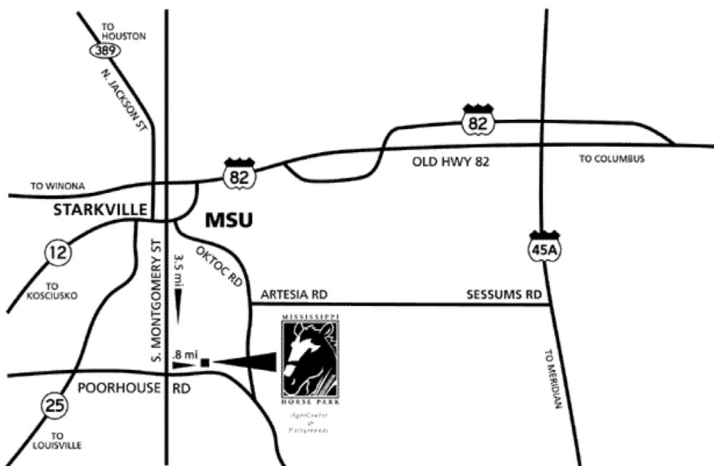 TO
HOUSTON
389
N. JACKSON ST
82
OLD HWY 82
TO COLUMBUS
TO WINONA
82
STARKVILLE
MSU
12
TO
KOSCIUSKO
S. MONTGOMERY ST
3.5 mi
OKTOC RD
45A
ARTESIA RD
SESSUMS RD
MISSISSIPPI
HORSE PARK
AgriCenter
&
Fairgrounds
.8 mi
POORHOUSE RD
TO MERIDIAN
25
TO
LOUISVILLE